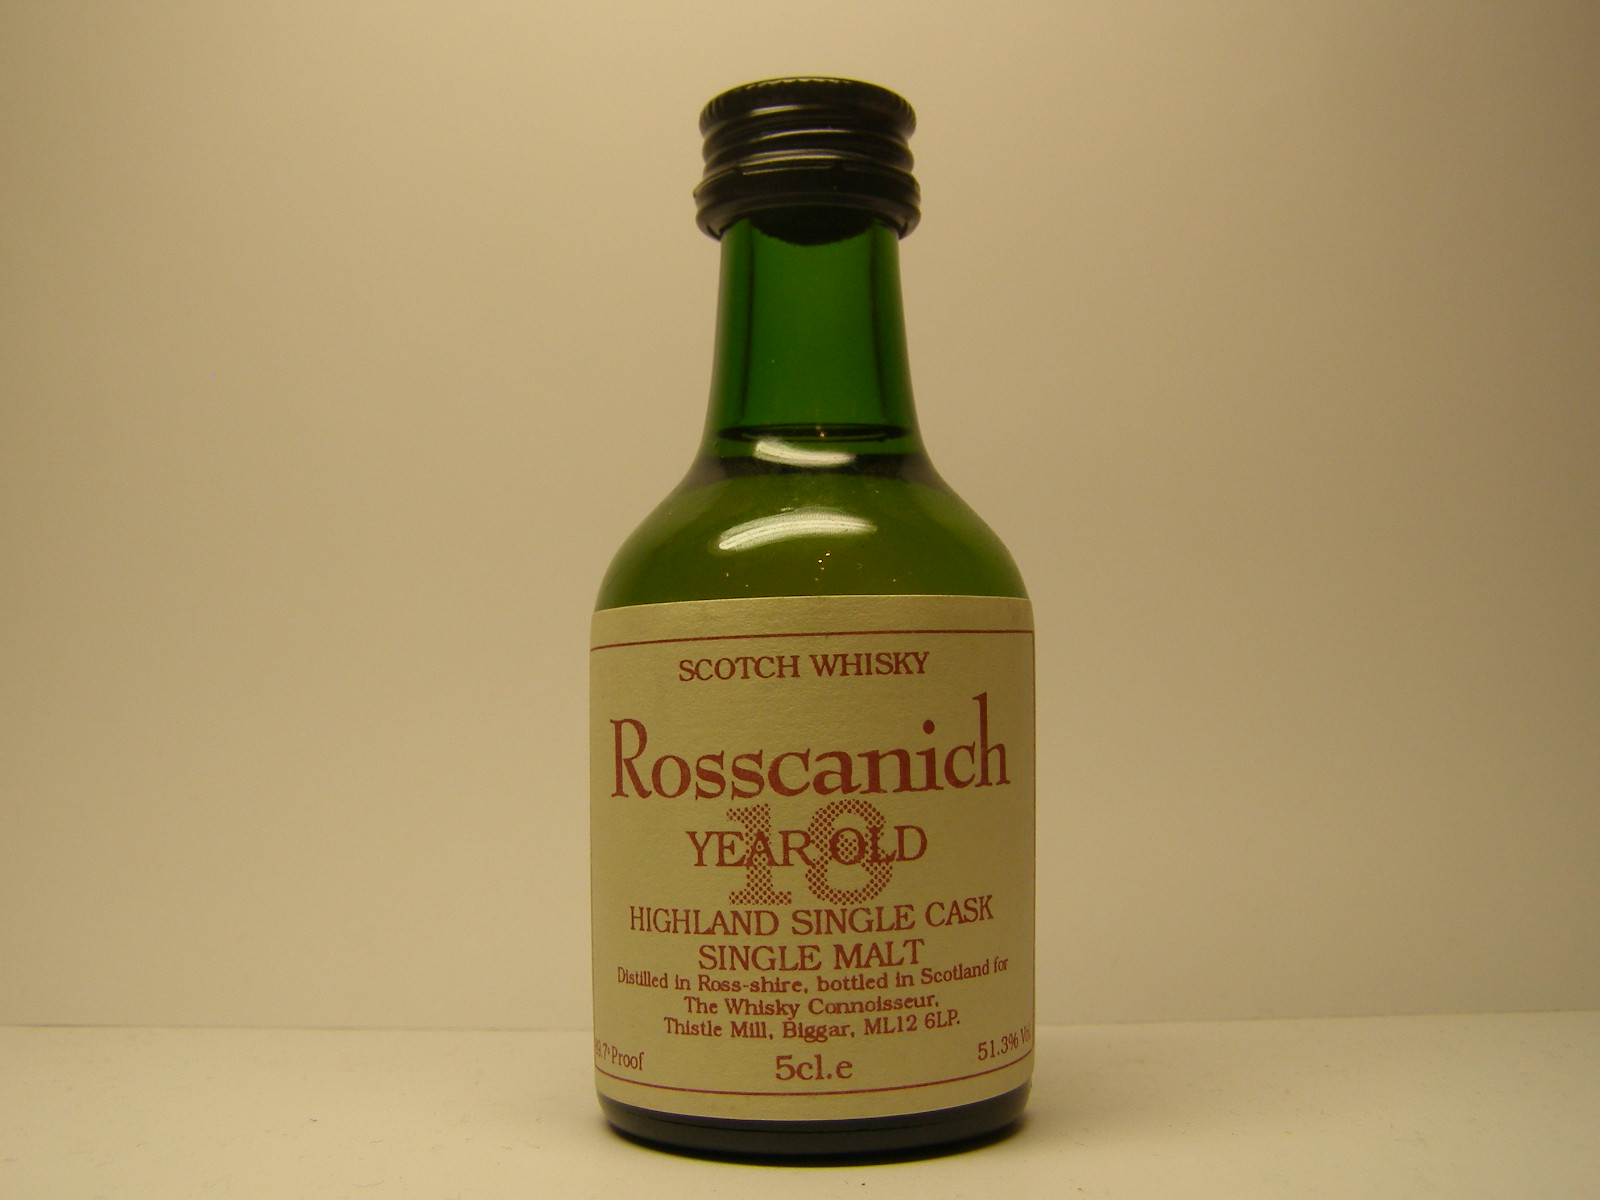 SCOTCH WHISKY
Rosscanich
18
YEAR OLD
HIGHLAND SINGLE CASK
SINGLE MALT
Distilled in Ross-shire, bottled in Scotland for
The Whisky Connoisseur,
Thistle Mill, Biggar, ML12 6LP.
Proof 5cl.e 51.3%